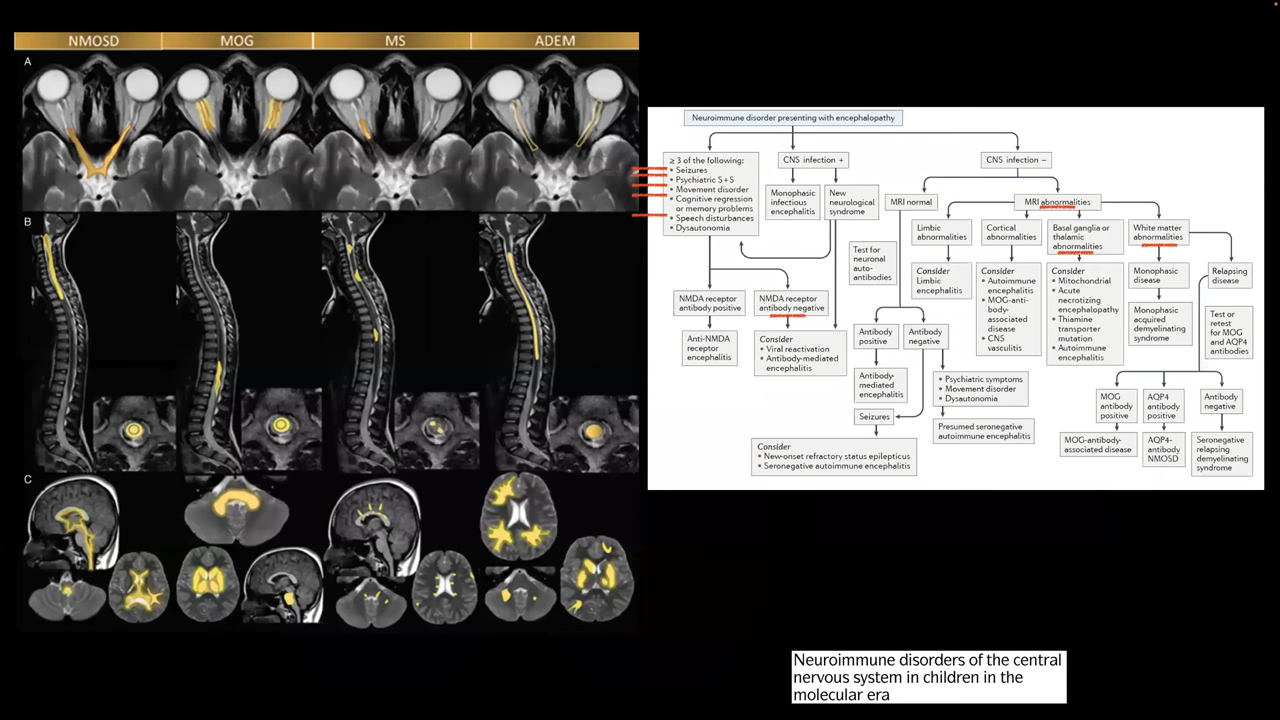 NMOSD
MOG
MS
ADEM
A
B
C
Neuroimmune disorder presenting with encephalopathy
≥ 3 of the following:
• Seizures
• Psychiatric S+S
• Movement disorder
• Cognitive regression
or memory problems
• Speech disturbances
• Dysautonomia
CNS infection +
CNS infection –
Monophasic
infectious
encephalitis
New
neurological
syndrome
MRI normal
MRI abnormalities
Test for
neuronal
auto-
antibodies
Limbic
abnormalities
Cortical
abnormalities
Basal ganglia or
thalamic
abnormalities
White matter
abnormalities
Consider
Limbic
encephalitis
Consider
• Autoimmune
encephalitis
• MOG-anti-
body-
associated
disease
• CNS
vasculitis
Consider
• Mitochondrial
• Acute
necrotizing
encephalopathy
• Thiamine
transporter
mutation
• Autoimmune
encephalitis
Monophasic
disease
Relapsing
disease
Monophasic
acquired
demyelinating
syndrome
Test or
retest
for MOG
and AQP4
antibodies
NMDA receptor
antibody positive
NMDA receptor
antibody negative
Anti-NMDA
receptor
encephalitis
Consider
• Viral reactivation
• Antibody-mediated
encephalitis
Antibody
positive
Antibody
negative
Antibody-
mediated
encephalitis
• Psychiatric symptoms
• Movement disorder
• Dysautonomia
Seizures
Presumed seronegative
autoimmune encephalitis
Consider
• New-onset refractory status epilepticus
• Seronegative autoimmune encephalitis
MOG
antibody
positive
AQP4
antibody
positive
Antibody
negative
MOG-antibody-
associated disease
AQP4-
antibody
NMOSD
Seronegative
relapsing
demyelinating
syndrome
Neuroimmune disorders of the central
nervous system in children in the
molecular era